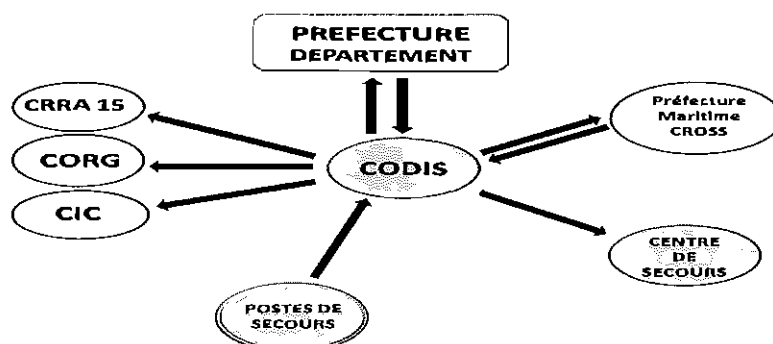 PREFECTURE
DEPARTEMENT
CRRA 15
CORG
CIC
CODIS
Préfecture
Maritime
CROSS
CENTRE
DE
SECOURS
POSTES DE
SECOURS